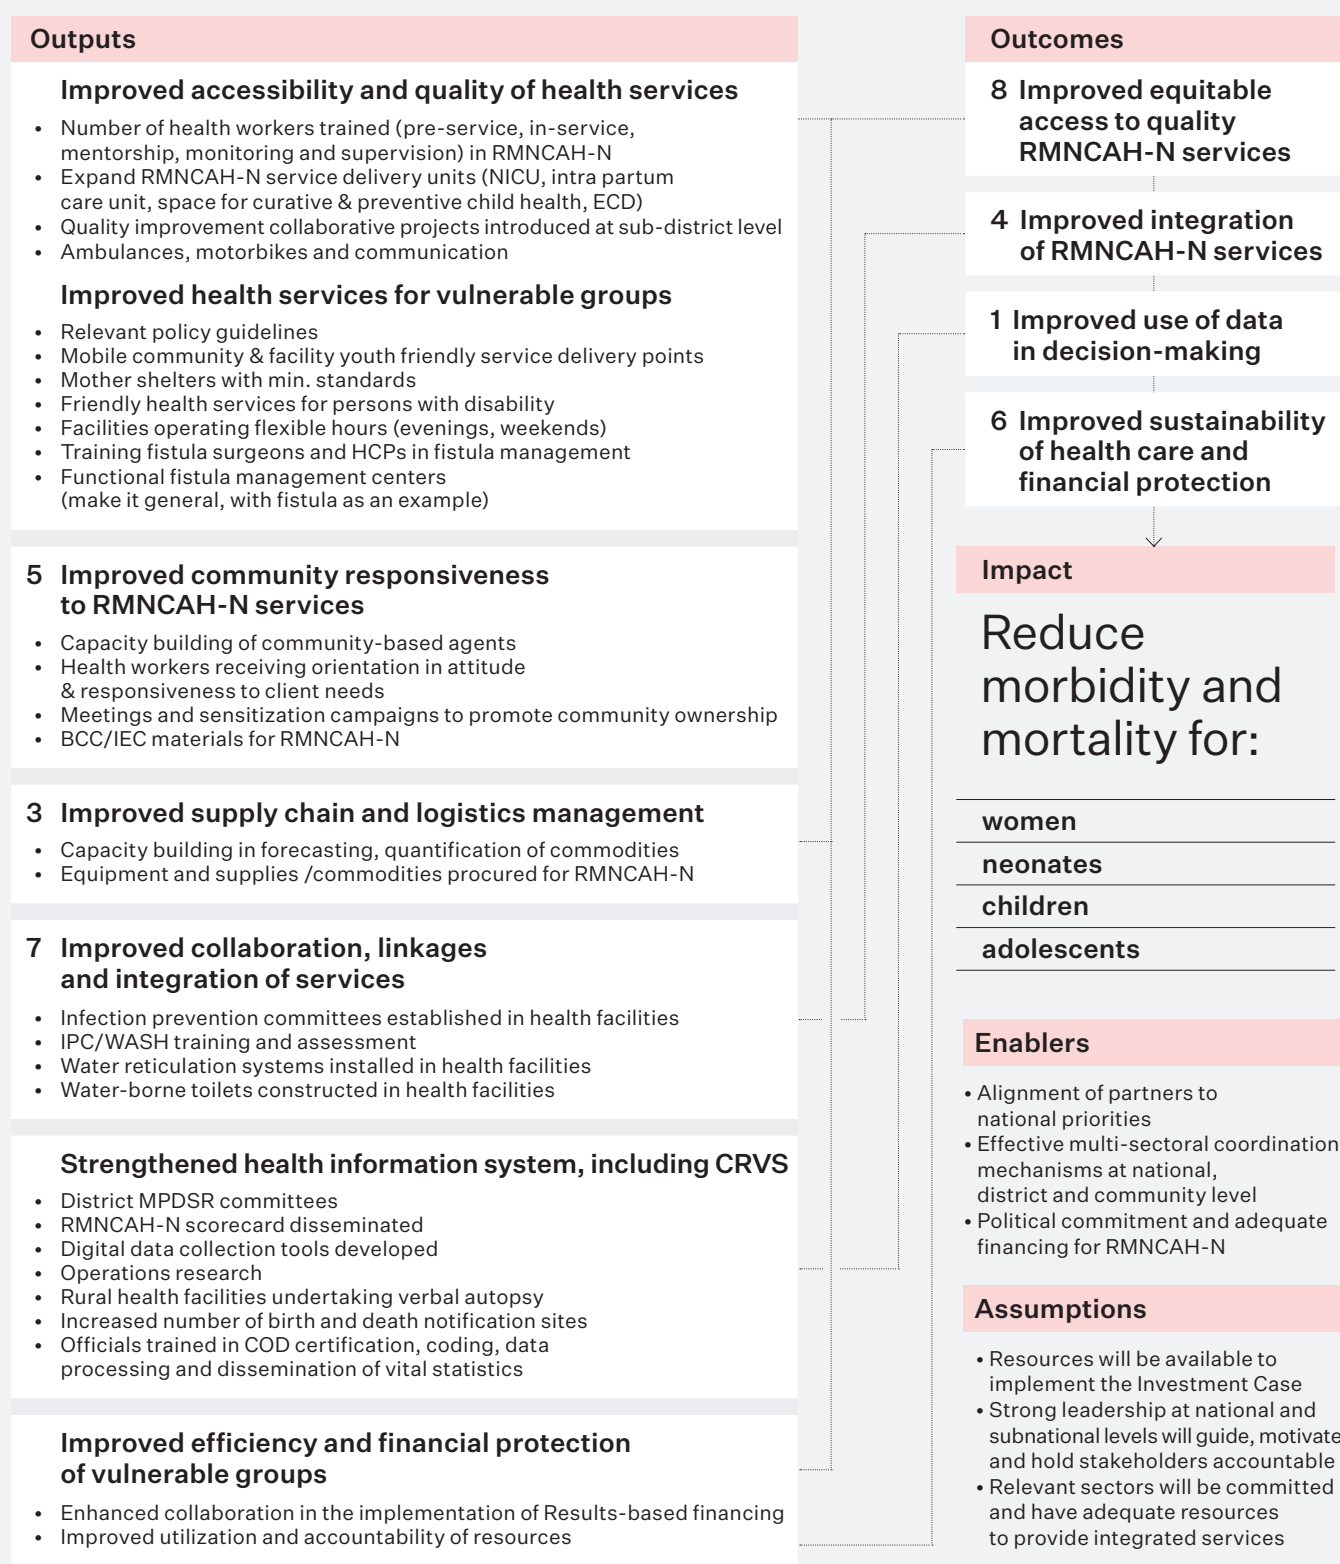 Outputs
Improved accessibility and quality of health services
• Number of health workers trained (pre-service, in-service,
mentorship, monitoring and supervision) in RMNCAH-N
• Expand RMNCAH-N service delivery units (NICU, intra partum
care unit, space for curative & preventive child health, ECD)
• Quality improvement collaborative projects introduced at sub-district level
• Ambulances, motorbikes and communication
Improved health services for vulnerable groups
• Relevant policy guidelines
• Mobile community & facility youth friendly service delivery points
• Mother shelters with min. standards
• Friendly health services for persons with disability
• Facilities operating flexible hours (evenings, weekends)
• Training fistula surgeons and HCPs in fistula management
• Functional fistula management centers
(make it general, with fistula as an example)
5 Improved community responsiveness
to RMNCAH-N services
• Capacity building of community-based agents
• Health workers receiving orientation in attitude
& responsiveness to client needs
• Meetings and sensitization campaigns to promote community ownership
• BCC/IEC materials for RMNCAH-N
3 Improved supply chain and logistics management
• Capacity building in forecasting, quantification of commodities
• Equipment and supplies /commodities procured for RMNCAH-N
7 Improved collaboration, linkages
and integration of services
• Infection prevention committees established in health facilities
• IPC/WASH training and assessment
• Water reticulation systems installed in health facilities
• Water-borne toilets constructed in health facilities
Strengthened health information system, including CRVS
• District MPDSR committees
• RMNCAH-N scorecard disseminated
• Digital data collection tools developed
• Operations research
• Rural health facilities undertaking verbal autopsy
• Increased number of birth and death notification sites
• Officials trained in COD certification, coding, data
processing and dissemination of vital statistics
Improved efficiency and financial protection
of vulnerable groups
• Enhanced collaboration in the implementation of Results-based financing
• Improved utilization and accountability of resources
Outcomes
8 Improved equitable
access to quality
RMNCAH-N services
4 Improved integration
of RMNCAH-N services
1 Improved use of data
in decision-making
6 Improved sustainability
of health care and
financial protection
Impact
Reduce
morbidity and
mortality for:
women
neonates
children
adolescents
Enablers
• Alignment of partners to
national priorities
• Effective multi-sectoral coordination
mechanisms at national,
district and community level
• Political commitment and adequate
financing for RMNCAH-N
Assumptions
• Resources will be available to
implement the Investment Case
• Strong leadership at national and
subnational levels will guide, motivate
and hold stakeholders accountable
• Relevant sectors will be committed
and have adequate resources
to provide integrated services